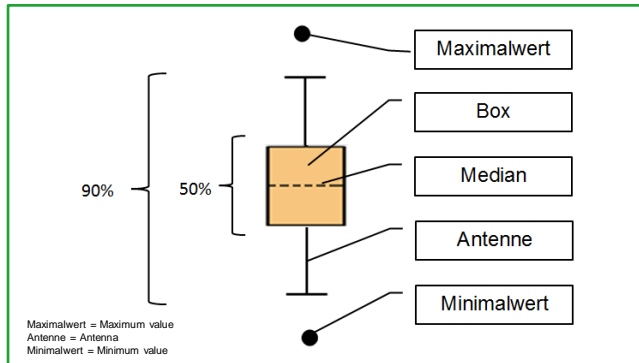 Maximalwert
Box
Median
Antenne
Minimalwert
90%
50%
Maximalwert = Maximum value
Antenne = Antenna
Minimalwert = Minimum value